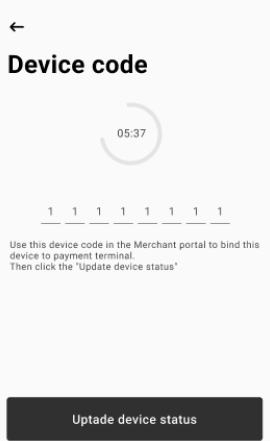 Device code
05:37
1 1 1 1 1 1 1 1
Use this device code in the Merchant portal to bind this
device to payment terminal.
Then click the "Update device status"
Uptade device status